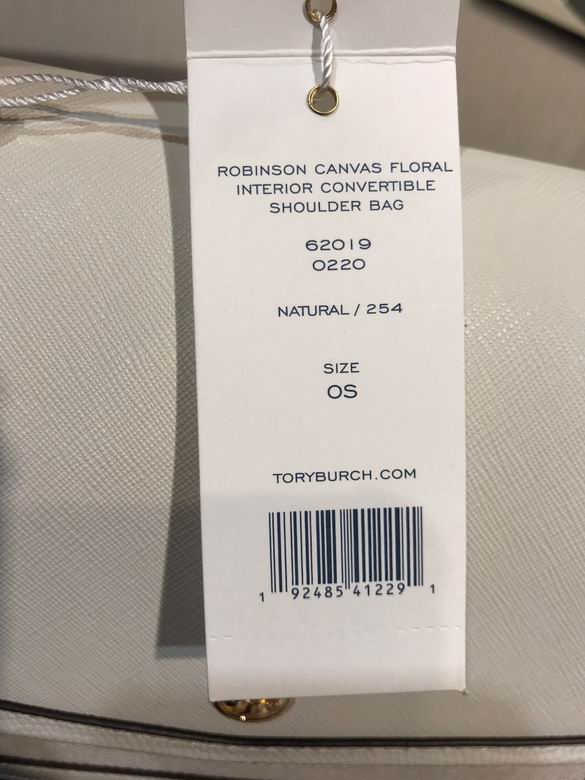 ROBINSON CANVAS FLORAL
INTERIOR CONVERTIBLE
SHOULDER BAG
62019
0220
NATURAL / 254
SIZE
OS
TORYBURCH.COM
1 92485 41229 1